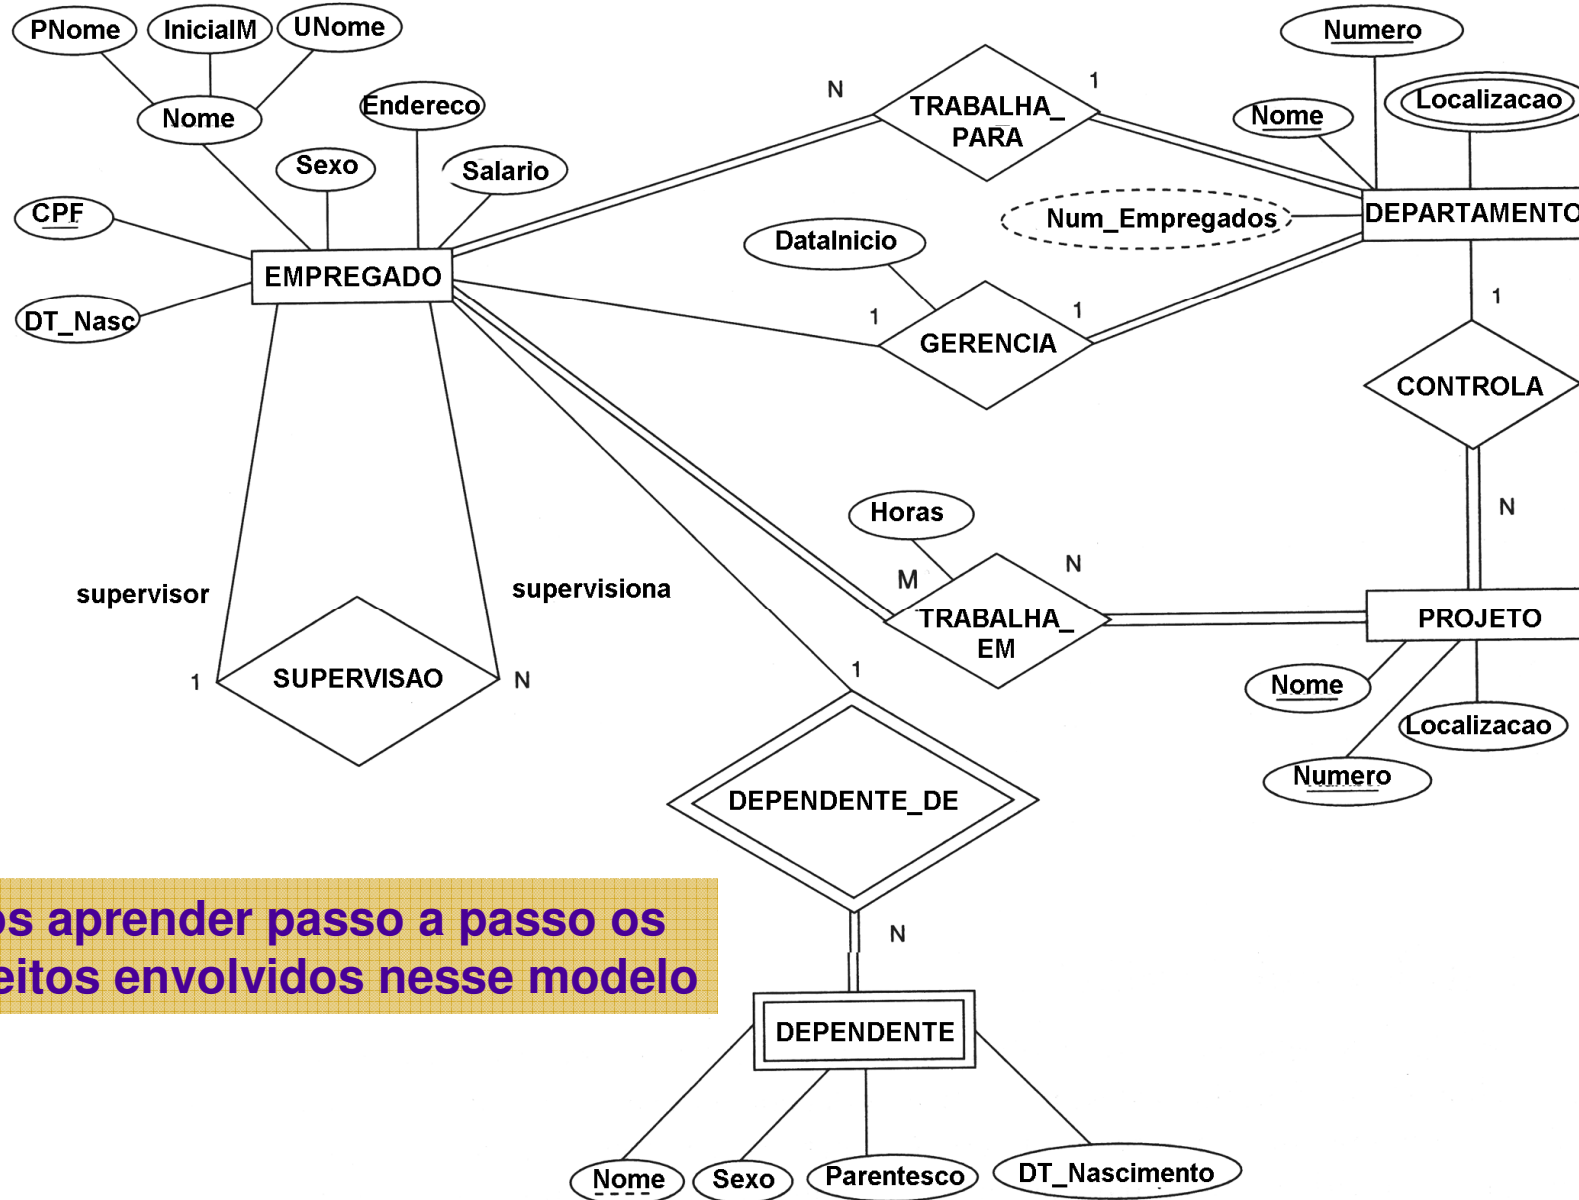 PNome
InicialM
UNome
Numero
Nome
Endereco
Localizacao
Nome
N
TRABALHA_
PARA
1
Sexo
Salario
CPF
Num_Empregados
DEPARTAMENTO
DataInicio
EMPREGADO
DT_Nasc
1
GERENCIA
1
1
CONTROLA
Horas
N
M
N
supervisor
supervisiona
TRABALHA_
EM
PROJETO
1
SUPERVISAO
N
1
Nome
Localizacao
Numero
DEPENDENTE_DE
os aprender passo a passo os
eitos envolvidos nesse modelo
N
DEPENDENTE
Nome
Sexo
Parentesco
DT_Nascimento